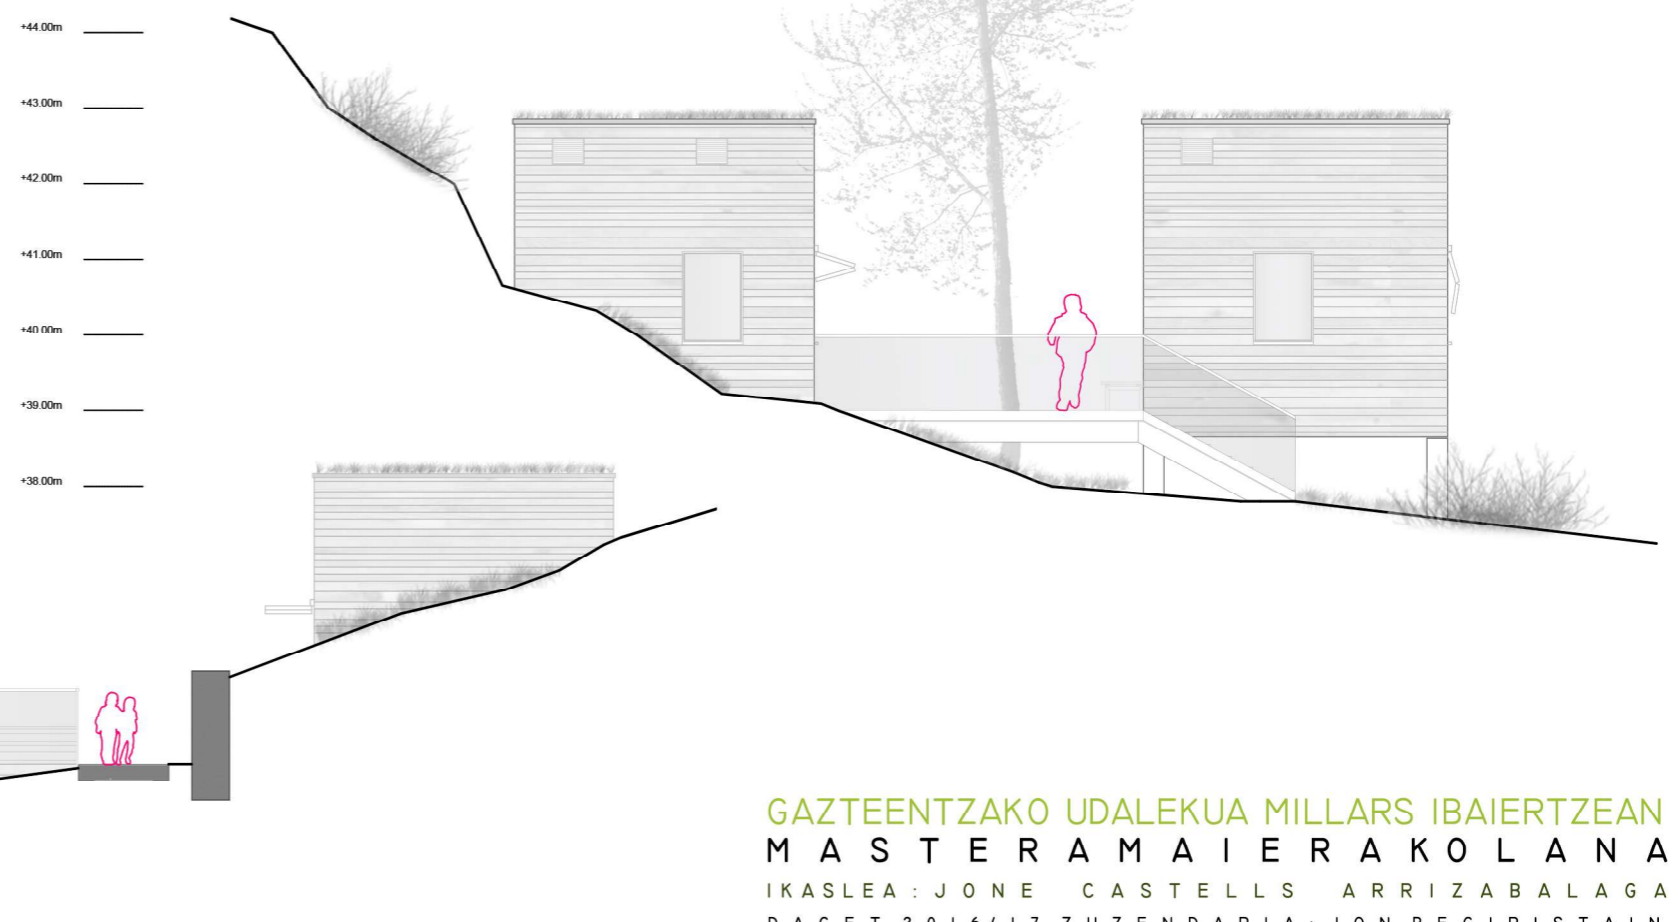 +44.00m
+43.00m
+42.00m
+41.00m
+40.00m
+39.00m
+38.00m
GAZTEENTZAKO UDALEKUA MILLARS IBAIERTZEAN
MASTERAMAIERAKOLANA
IKASLEA: JONE CASTELLS ARRIZABALAGA